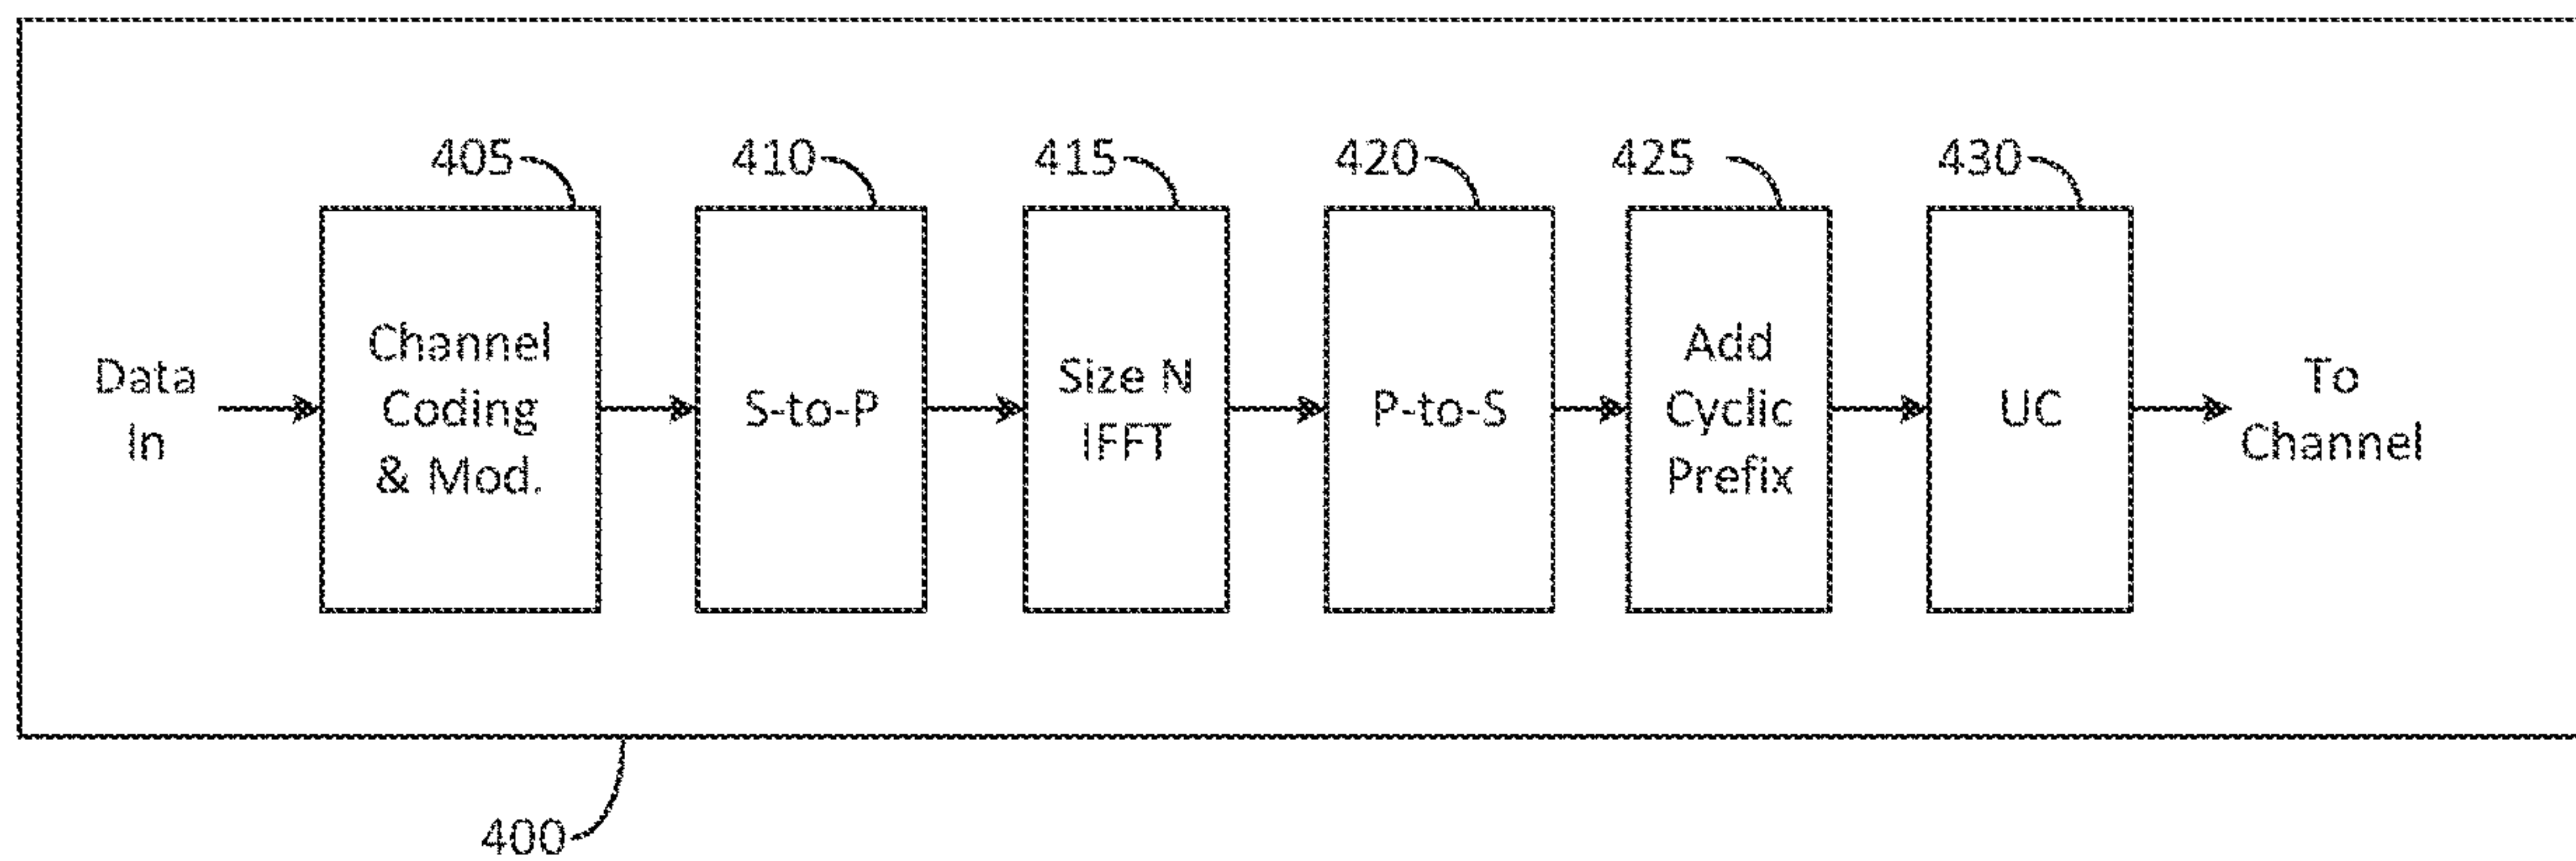 405
410
415
420
425
430
Data
In
Channel
Coding
& Mod.
S-to-P
Size N
IFFT
P-to-S
Add
Cyclic
Prefix
UC
To
Channel
400